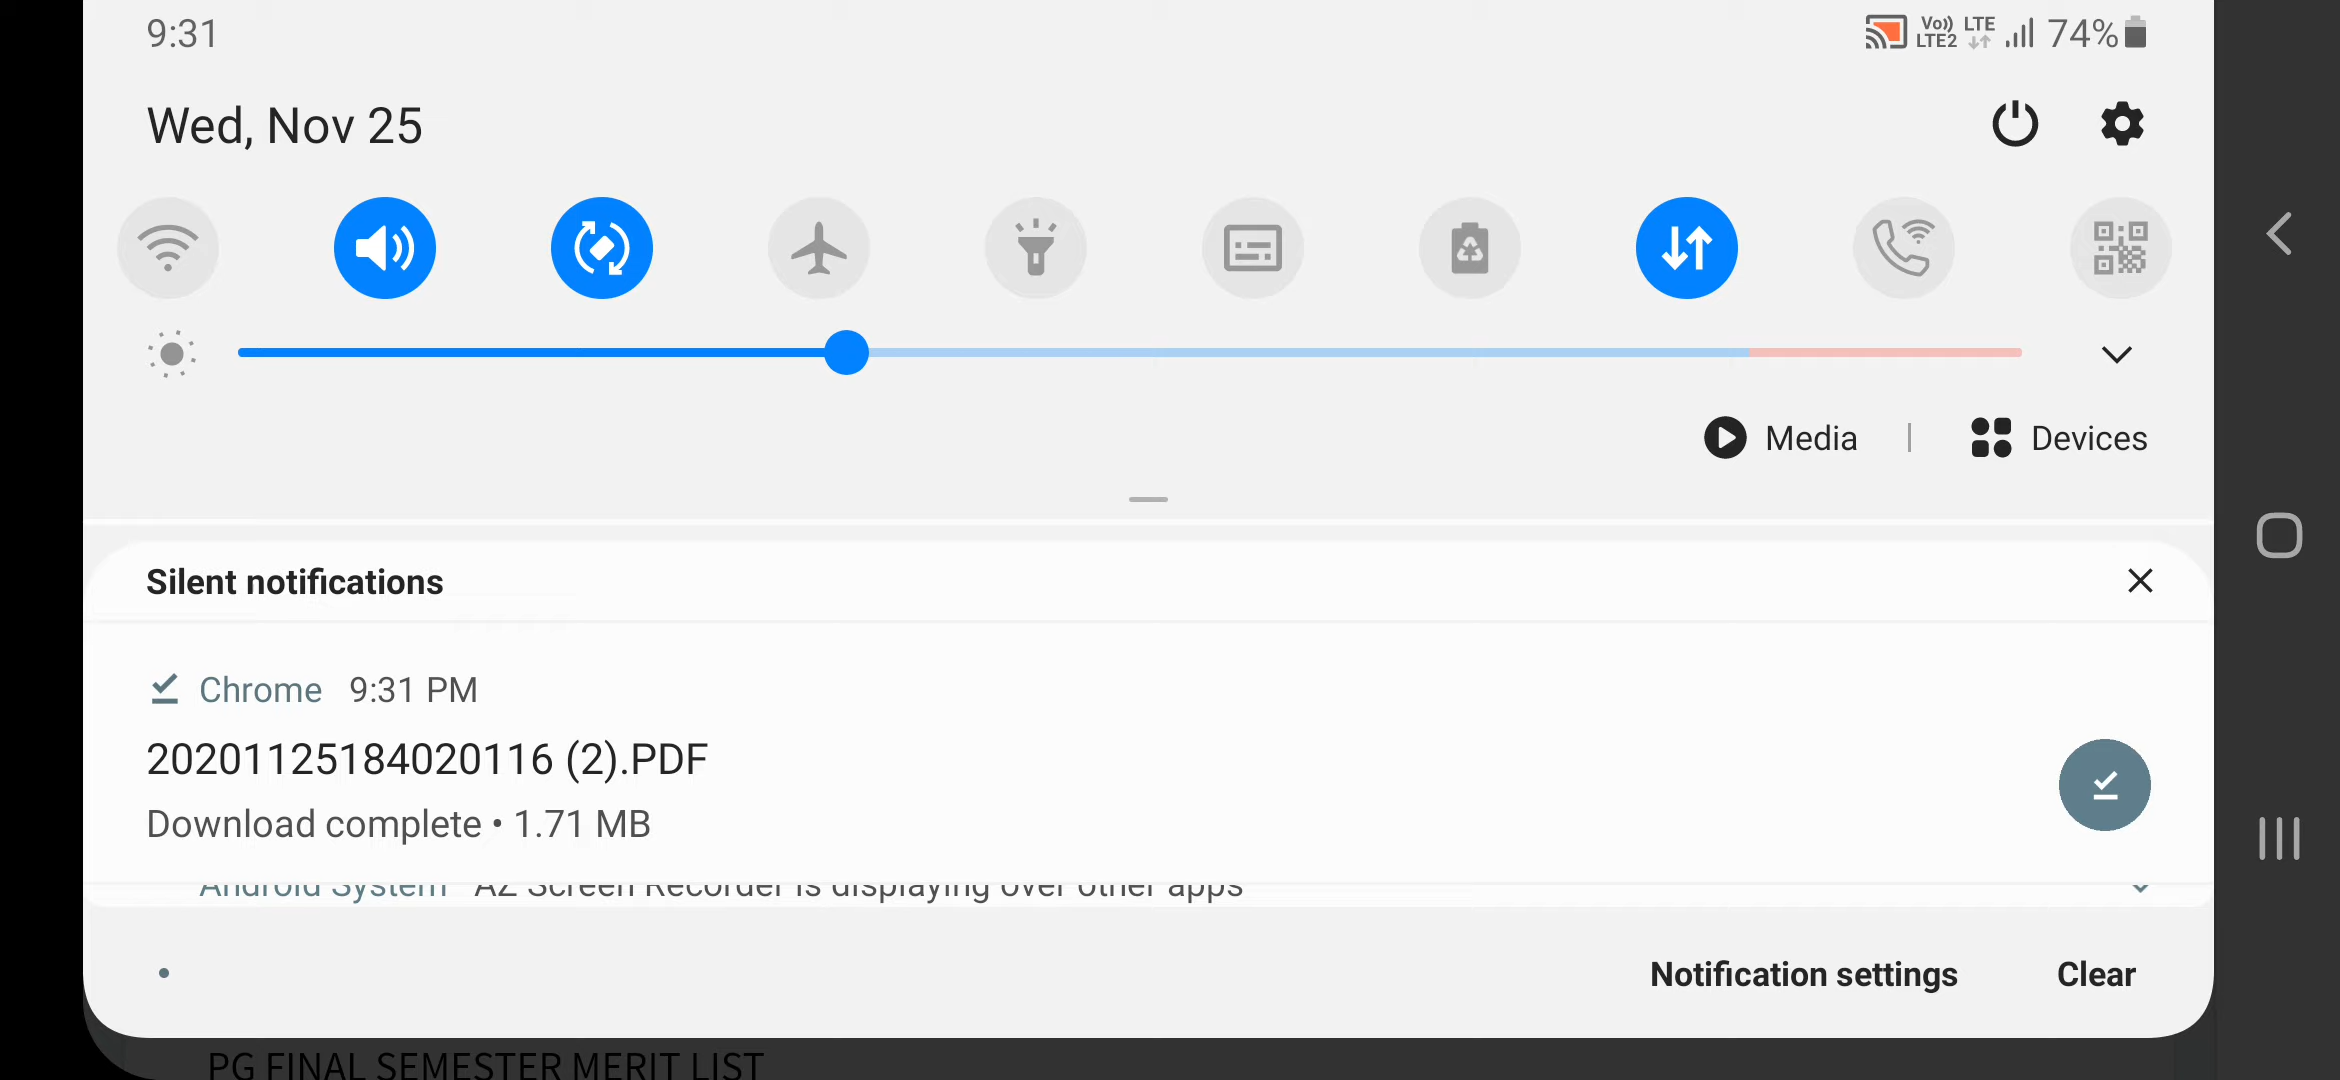 9:31
Vo)) LTE2 LTE 74%
Wed, Nov 25
Media | Devices
Silent notifications
Chrome 9:31 PM
20201125184020116 (2).PDF
Download complete • 1.71 MB
Android System AZ Screen Recorder is displaying over other apps
Notification settings Clear
PG FINAL SEMESTER MERIT LIST